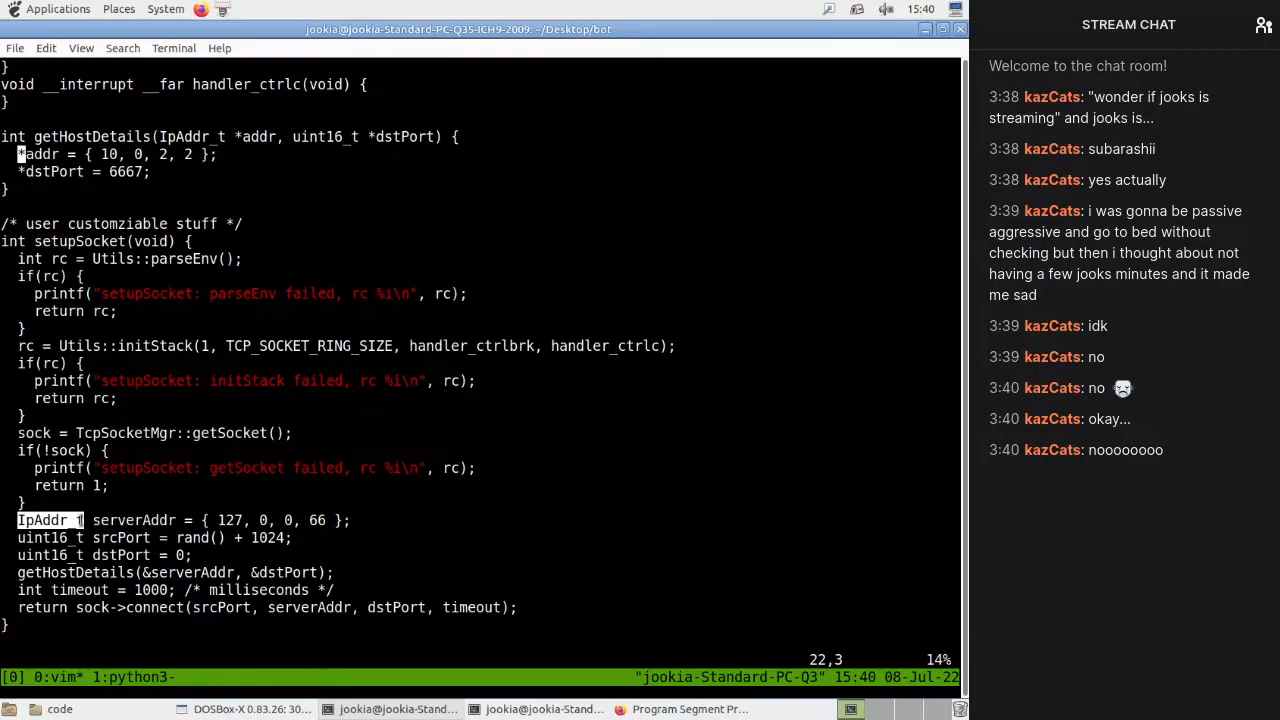 Applications Places System 15:40
jookia@jookia-Standard-PC-Q35-ICH9-2009: ~/Desktop/bot
File Edit View Search Terminal Help
}
void __interrupt __far handler_ctrlc(void) {
}
int getHostDetails(IpAddr_t *addr, uint16_t *dstPort) {
*addr = { 10, 0, 2, 2 };
*dstPort = 6667;
}
/* user customziable stuff */
int setupSocket(void) {
int rc = Utils::parseEnv();
if(rc) {
printf("setupSocket: parseEnv failed, rc %i\n", rc);
return rc;
}
rc = Utils::initStack(1, TCP_SOCKET_RING_SIZE, handler_ctrlbrk, handler_ctrlc);
if(rc) {
printf("setupSocket: initStack failed, rc %i\n", rc);
return rc;
}
sock = TcpSocketMgr::getSocket();
if(!sock) {
printf("setupSocket: getSocket failed, rc %i\n", rc);
return 1;
}
IpAddr_t serverAddr = { 127, 0, 0, 66 };
uint16_t srcPort = rand() + 1024;
uint16_t dstPort = 0;
getHostDetails(&serverAddr, &dstPort);
int timeout = 1000; /* milliseconds */
return sock->connect(srcPort, serverAddr, dstPort, timeout);
}
22,3 14%
[0] 0:vim* 1:python3- "jookia-Standard-PC-Q3" 15:40 08-Jul-22
code DOSBox-X 0.83.26: 30... jookia@jookia-Standard-... jookia@jookia-Stand... Program Segment Pr...
STREAM CHAT
Welcome to the chat room!
3:38 kazCats: "wonder if jooks is
streaming" and jooks is...
3:38 kazCats: subarashii
3:38 kazCats: yes actually
3:39 kazCats: i was gonna be passive
aggressive and go to bed without
checking but then i thought about not
having a few jooks minutes and it made
me sad
3:39 kazCats: idk
3:39 kazCats: no
3:40 kazCats: no
3:40 kazCats: okay...
3:40 kazCats: noooooooo